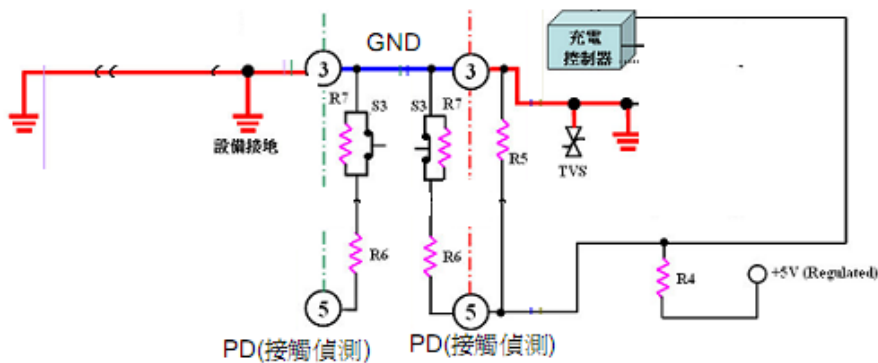 GND
充電
控制器
3
3
R7
S3
S3
R7
設備接地
R5
TVS
R6
R6
R4
+5V (Regulated)
5
5
PD(接觸偵測)
PD(接觸偵測)